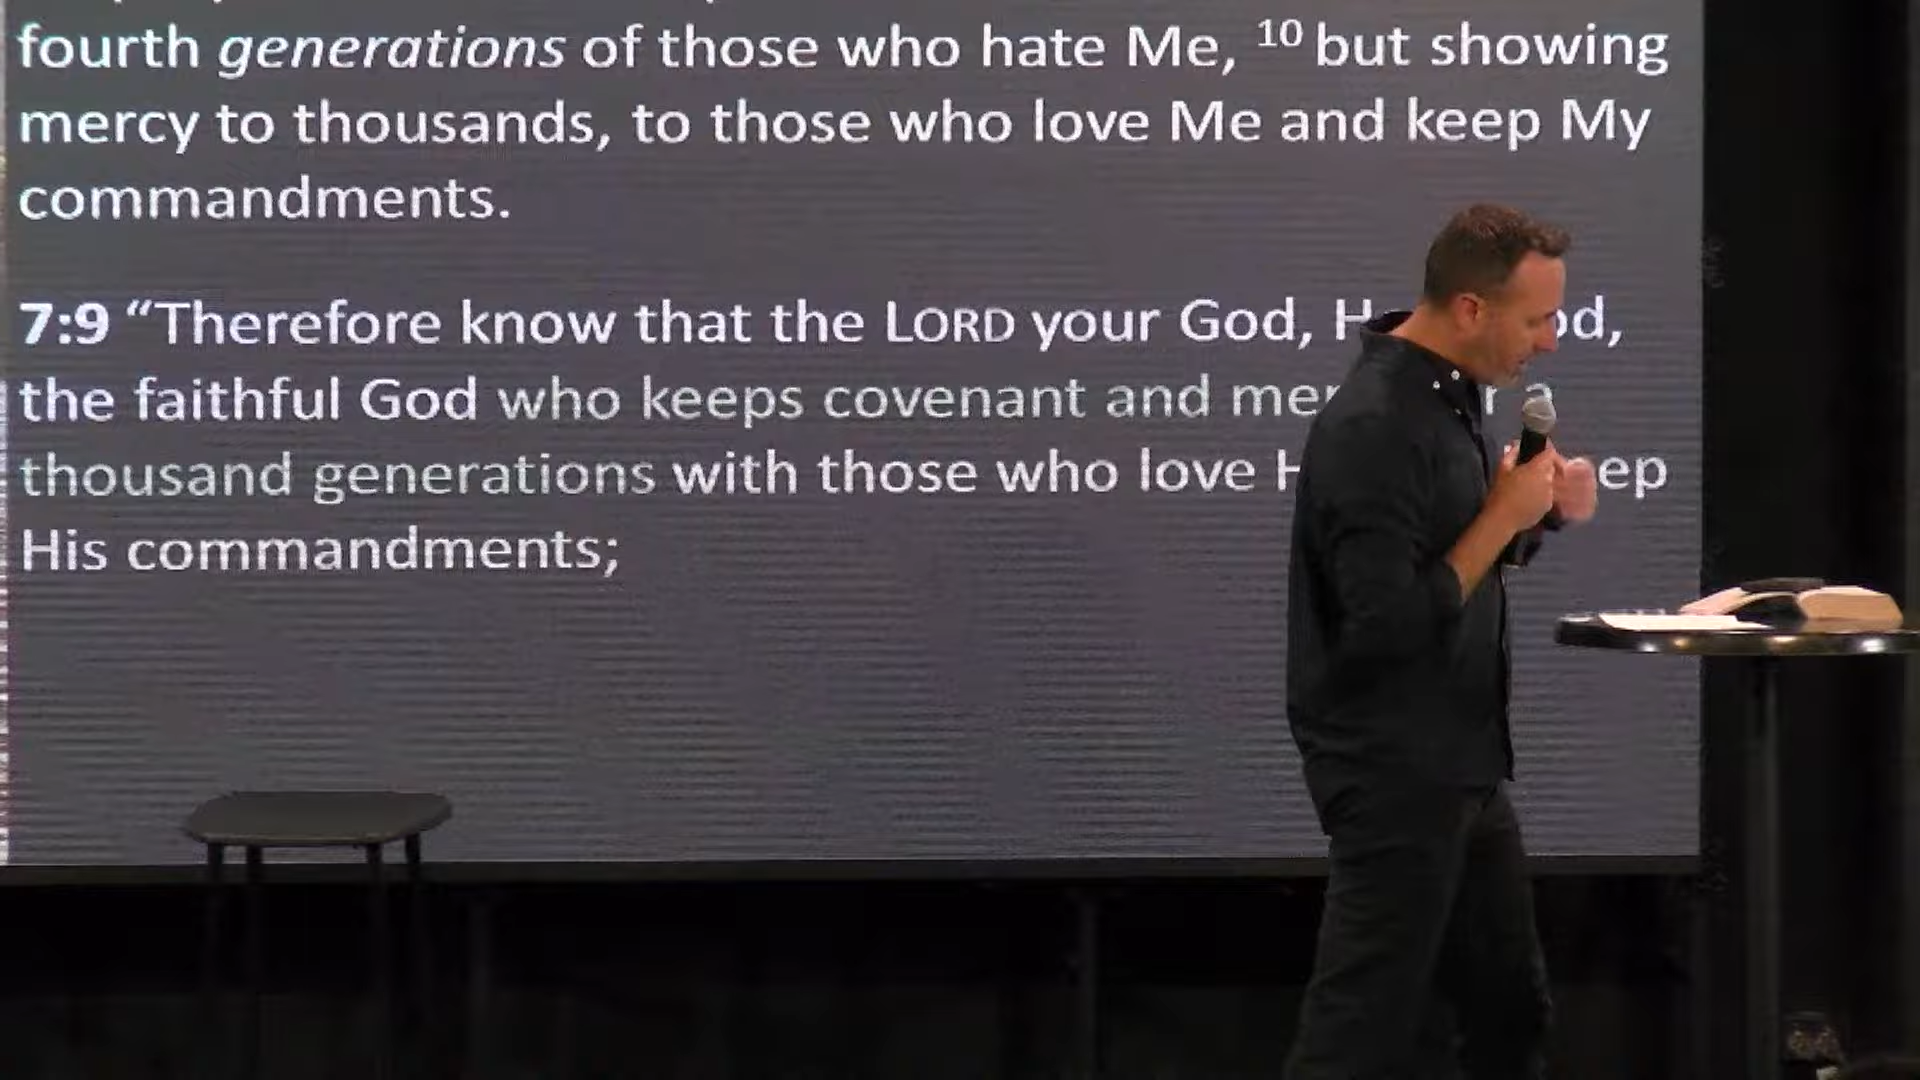 fourth generations of those who hate Me, 10 but showing
mercy to thousands, to those who love Me and keep My
commandments.
7:9 “Therefore know that the LORD your God,
the faithful God who keeps covenant and a
thousand generations with those who love
His commandments;